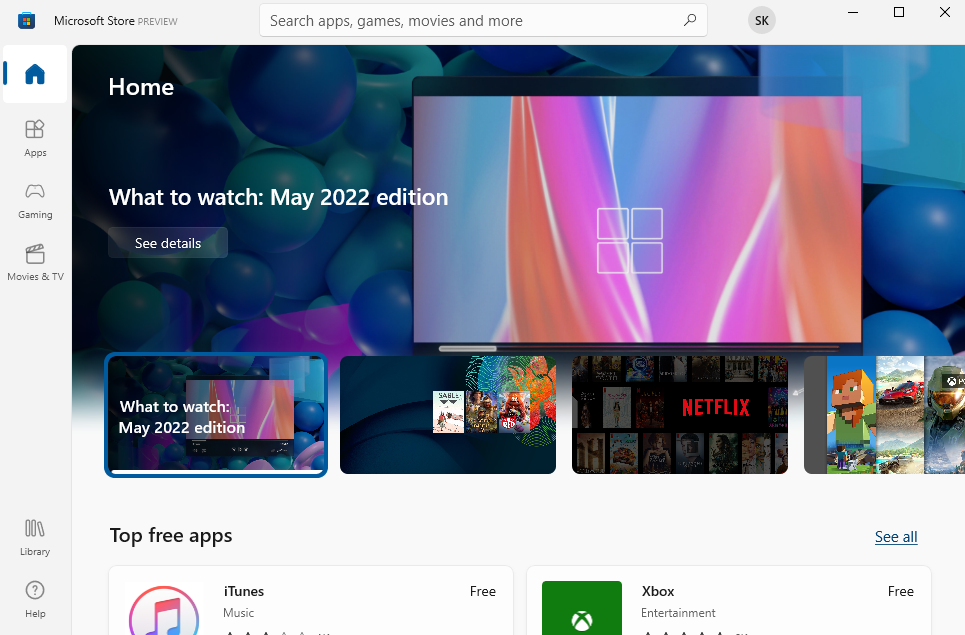 Microsoft Store PREVIEW
Search apps, games, movies and more
SK
Home
Apps
Gaming
Movies & TV
What to watch: May 2022 edition
See details
What to watch:
May 2022 edition
SABLE
NETFLIX
Library
Help
Top free apps
See all
iTunes
Free
Music
Xbox
Free
Entertainment